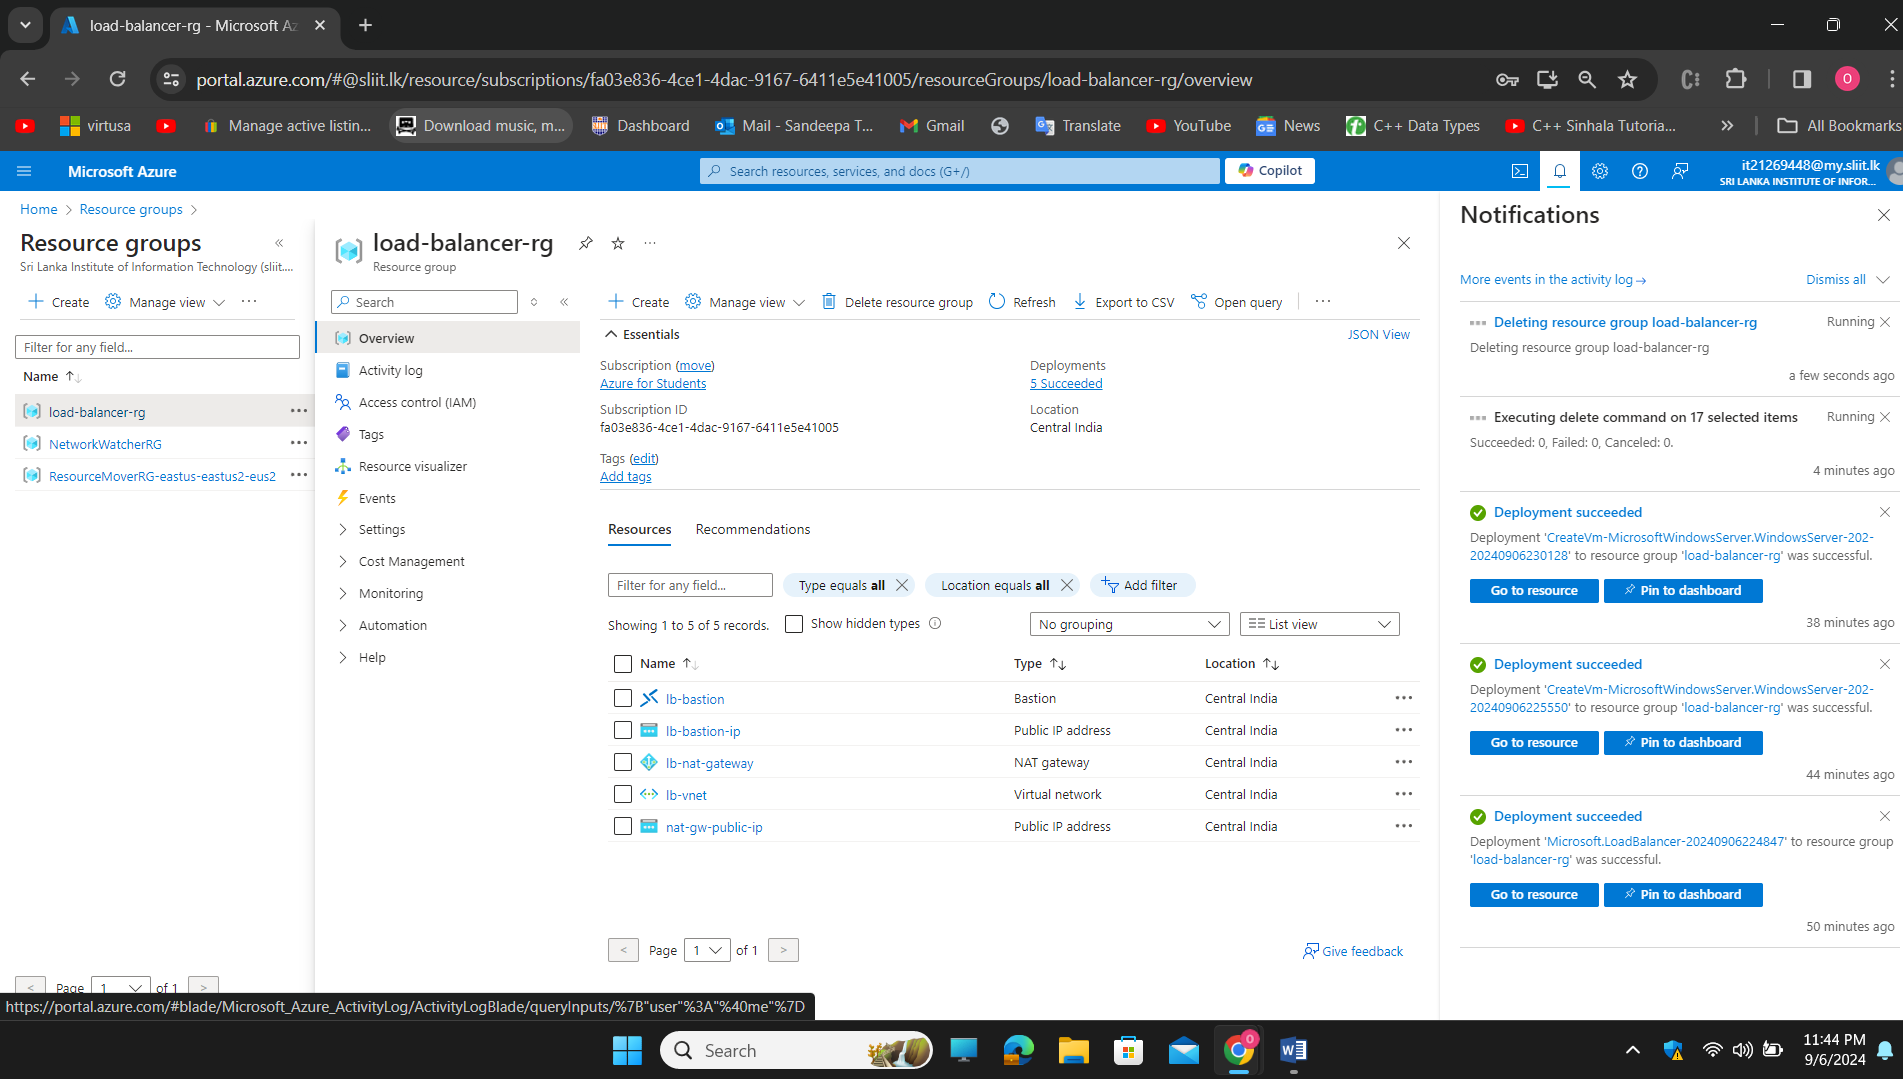 load-balancer-rg - Microsoft Az
portal.azure.com/#@sliit.lk/resource/subscriptions/fa03e836-4ce1-4dac-9167-6411e5e41005/resourceGroups/load-balancer-rg/overview
O
virtusa
Manage active listin...
Download music, m...
Dashboard
Mail - Sandeepa T...
Gmail
Translate
YouTube
News
C++ Data Types
C++ Sinhala Tutoria...
All Bookmarks
Microsoft Azure
Search resources, services, and docs (G+/)
Copilot
it21269448@my.sliit.lk
SRI LANKA INSTITUTE OF INFOR...
Home > Resource groups >
Resource groups
Sri Lanka Institute of Information Technology (sliit....
Create
Manage view
Filter for any field...
Name
load-balancer-rg
NetworkWatcherRG
ResourceMoverRG-eastus-eastus2-eus2
< Page 1 of 1 >
load-balancer-rg
Resource group
Search
Overview
Activity log
Access control (IAM)
Tags
Resource visualizer
Events
Settings
Cost Management
Monitoring
Automation
Help
Create
Manage view
Delete resource group
Refresh
Export to CSV
Open query
Essentials
JSON View
Subscription (move)
Azure for Students
Subscription ID
fa03e836-4ce1-4dac-9167-6411e5e41005
Deployments
5 Succeeded
Location
Central India
Tags (edit)
Add tags
Resources
Recommendations
Filter for any field...
Type equals all
Location equals all
Add filter
Showing 1 to 5 of 5 records.
Show hidden types
No grouping
List view
Name Type Location
lb-bastion Bastion Central India
lb-bastion-ip Public IP address Central India
lb-nat-gateway NAT gateway Central India
lb-vnet Virtual network Central India
nat-gw-public-ip Public IP address Central India
< Page 1 of 1 >
Give feedback
Notifications
More events in the activity log →
Dismiss all
Deleting resource group load-balancer-rg
Running
Deleting resource group load-balancer-rg
a few seconds ago
Executing delete command on 17 selected items
Running
Succeeded: 0, Failed: 0, Canceled: 0.
4 minutes ago
Deployment succeeded
Deployment 'CreateVm-MicrosoftWindowsServer.WindowsServer-202-
20240906230128' to resource group 'load-balancer-rg' was successful.
Go to resource
Pin to dashboard
38 minutes ago
Deployment succeeded
Deployment 'CreateVm-MicrosoftWindowsServer.WindowsServer-202-
20240906225550' to resource group 'load-balancer-rg' was successful.
Go to resource
Pin to dashboard
44 minutes ago
Deployment succeeded
Deployment 'Microsoft.LoadBalancer-20240906224847' to resource group
'load-balancer-rg' was successful.
Go to resource
Pin to dashboard
50 minutes ago
https://portal.azure.com/#blade/Microsoft_Azure_ActivityLog/ActivityLogBlade/queryInputs/%7B"user"%3A"%40me"%7D
Search
11:44 PM
9/6/2024